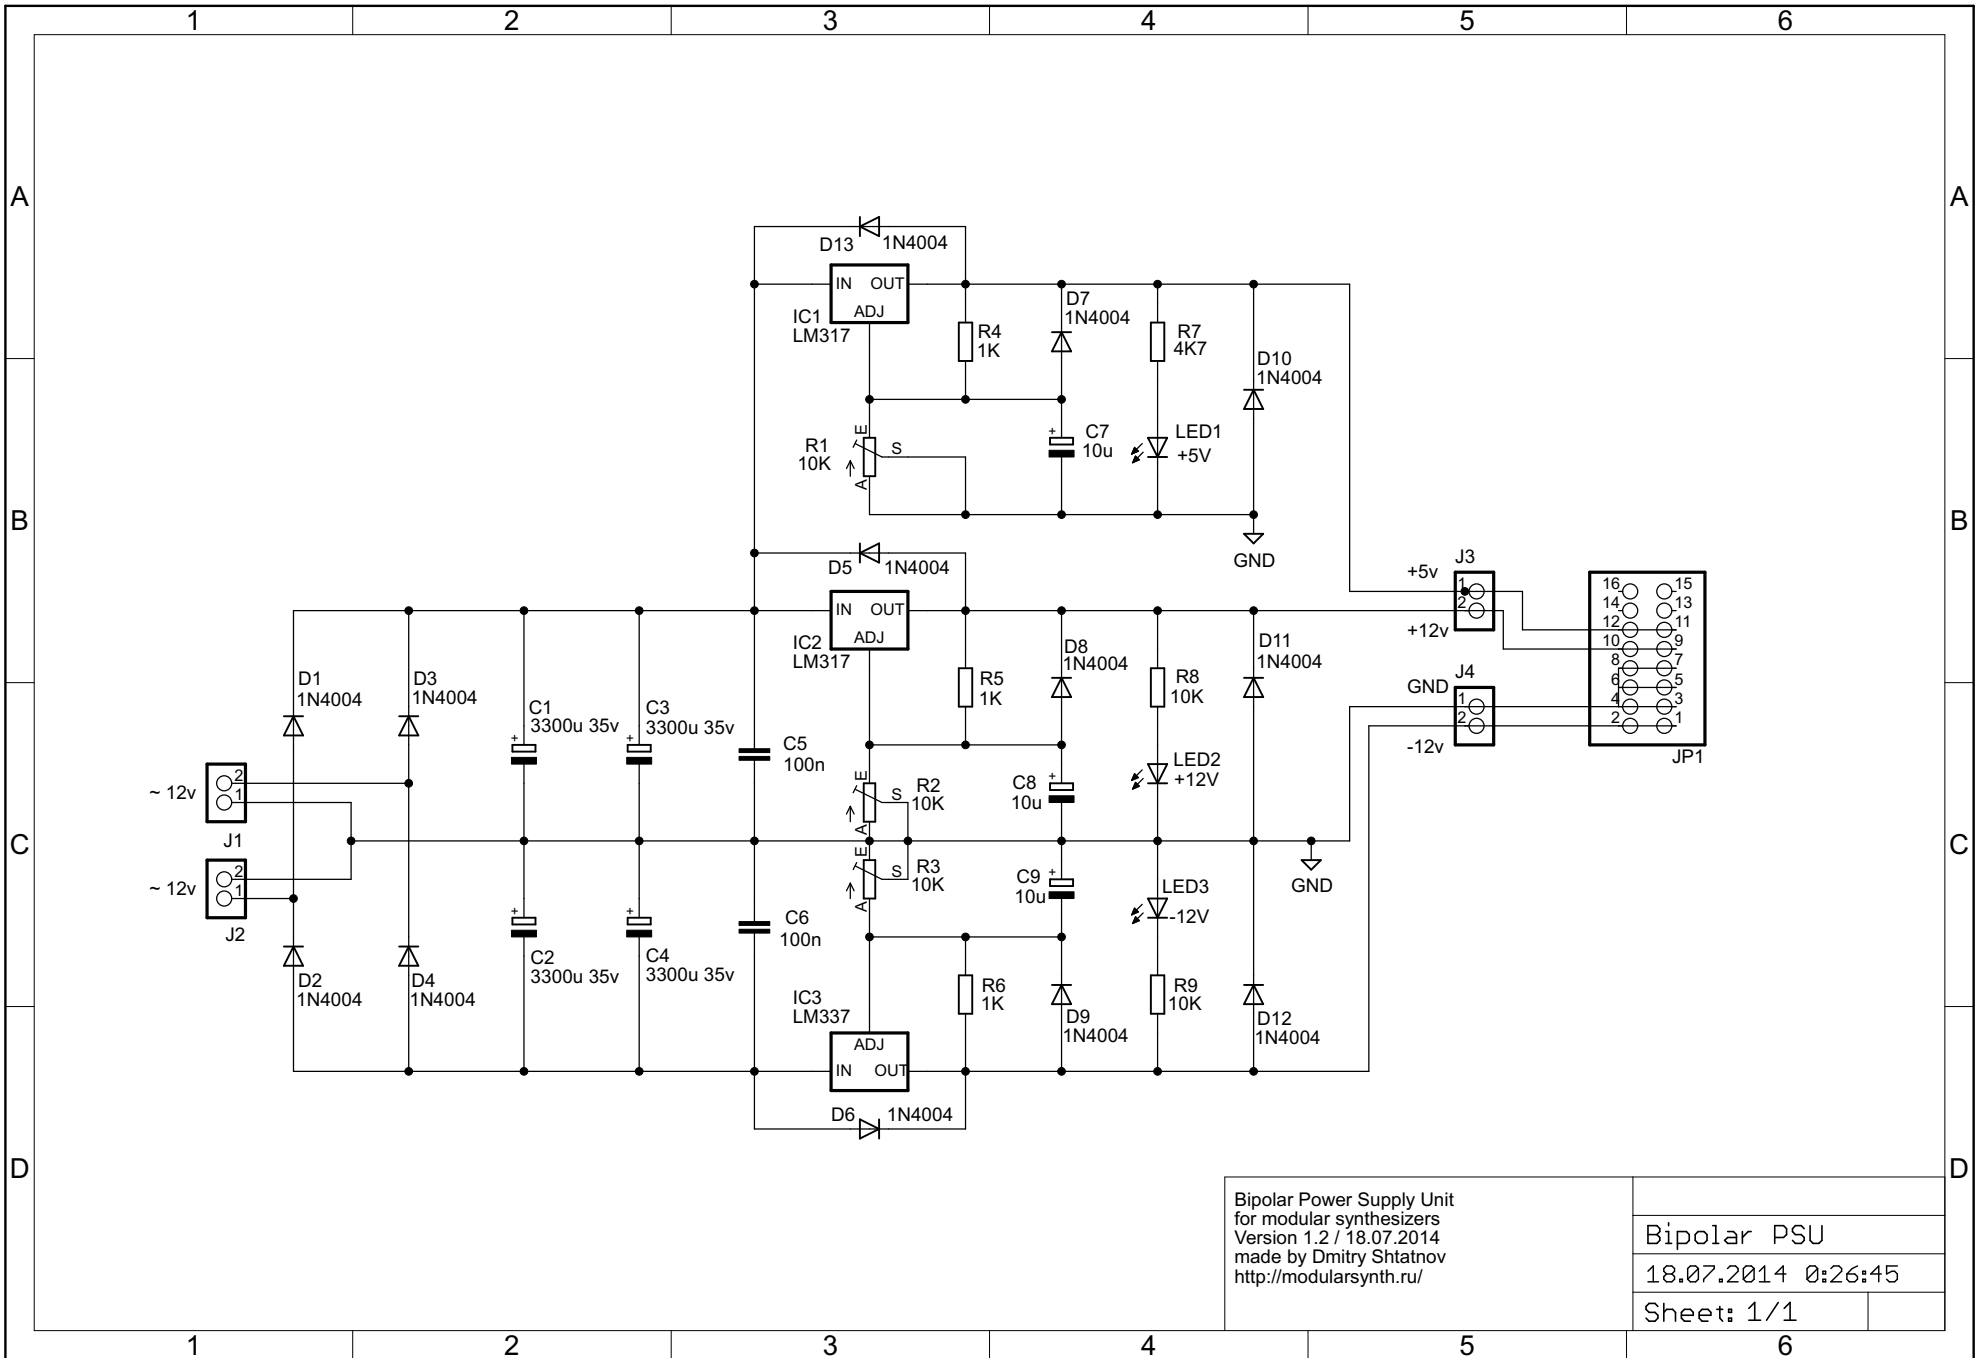 1 2 3 4 5 6
A A
D13 1N4004
IN OUT
ADJ
IC1
LM317
R4
1K
D7
1N4004
R7
4K7
D10
1N4004
E
R1
10K
S
A
+
C7
10u
LED1
+5V
B B
GND
D5 1N4004
IN OUT
ADJ
IC2
LM317
R5
1K
D8
1N4004
R8
10K
D11
1N4004
+5v
J3
1
2
+12v
GND
J4
1
2
-12v
16 15
14 13
12 11
10 9
8 7
6 5
4 3
2 1
JP1
D1
1N4004
D3
1N4004
C1
3300u 35v
+
C3
3300u 35v
+
C5
100n
~ 12v
2
1
J1
E
R2
10K
S
A
C8
10u
+
LED2
+12V
C C
~ 12v
2
1
J2
E
R3
10K
S
A
C9
10u
+
LED3
-12V
GND
D2
1N4004
D4
1N4004
+
C2
3300u 35v
+
C4
3300u 35v
C6
100n
IC3
LM337
ADJ
IN OUT
R6
1K
D9
1N4004
R9
10K
D12
1N4004
D6 1N4004
D D
Bipolar Power Supply Unit
for modular synthesizers
Version 1.2 / 18.07.2014
made by Dmitry Shtatnov
http://modularsynth.ru/
Bipolar PSU
18.07.2014 0:26:45
Sheet: 1/1
1 2 3 4 5 6